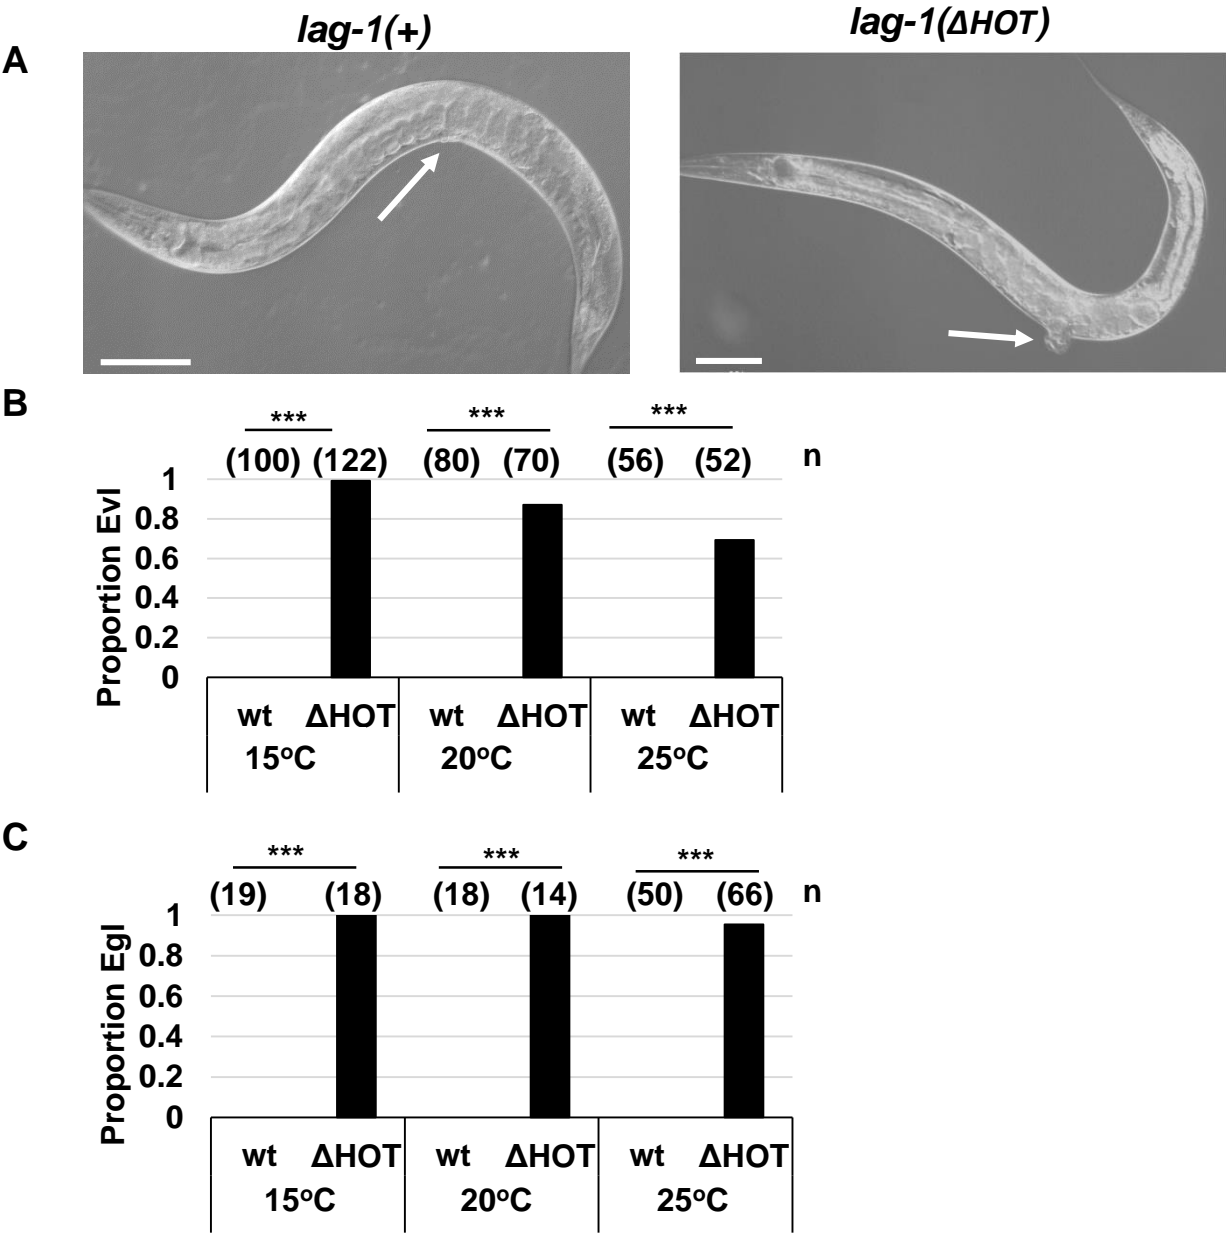 lag-1(+) lag-1(ΔHOT)
A
B
*** *** ***
(100) (122) (80) (70) (56) (52) n
Proportion Evl
1
0.8
0.6
0.4
0.2
0
wt ΔHOT wt ΔHOT wt ΔHOT
15°C 20°C 25°C
C
*** *** ***
(19) (18) (18) (14) (50) (66) n
Proportion Egl
1
0.8
0.6
0.4
0.2
0
wt ΔHOT wt ΔHOT wt ΔHOT
15°C 20°C 25°C